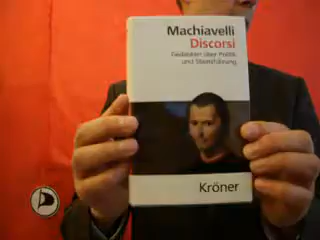 Machiavelli
Discorsi
Gedanken über Politik
und Staatsführung
Kröner